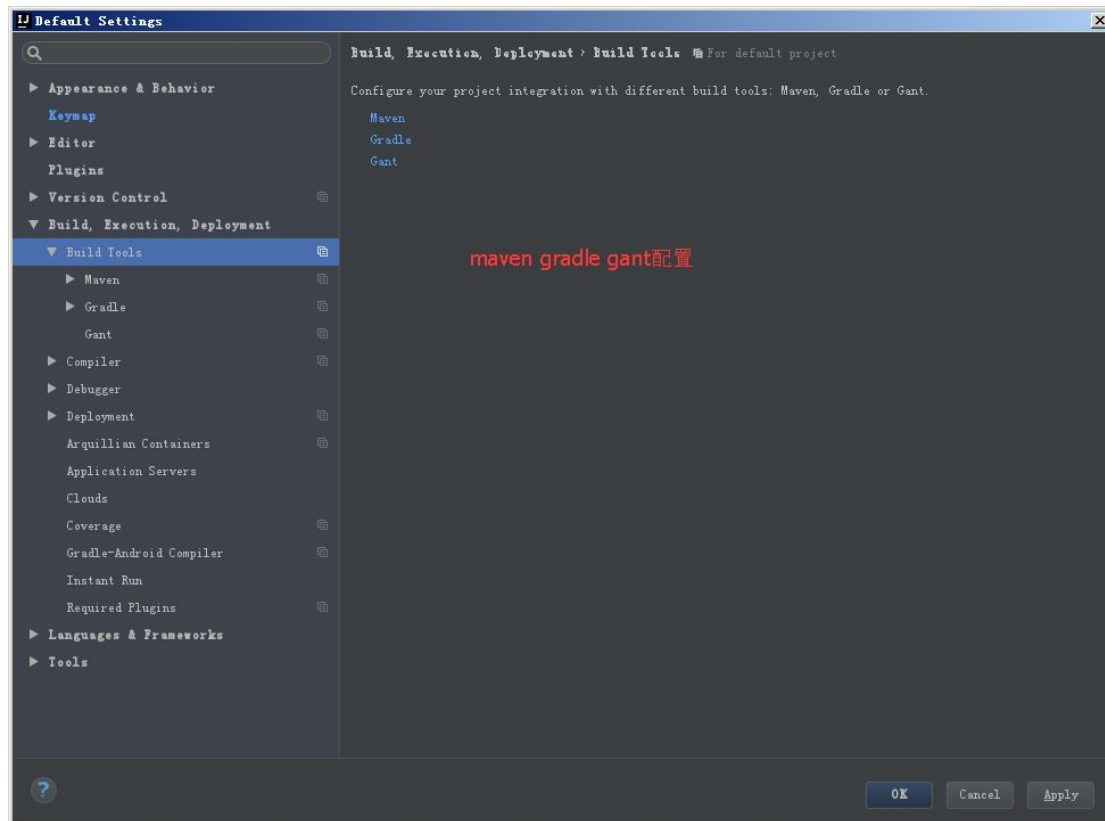 Default Settings
Appearance & Behavior
Keymap
Editor
Plugins
Version Control
Build, Execution, Deployment
Build Tools
Maven
Gradle
Gant
Compiler
Debugger
Deployment
Arquillian Containers
Application Servers
Clouds
Coverage
Gradle-Android Compiler
Instant Run
Required Plugins
Languages & Frameworks
Tools
Build, Execution, Deployment › Build Tools For default project
Configure your project integration with different build tools: Maven, Gradle or Gant.
Maven
Gradle
Gant
maven gradle gant配置
?
OK Cancel Apply